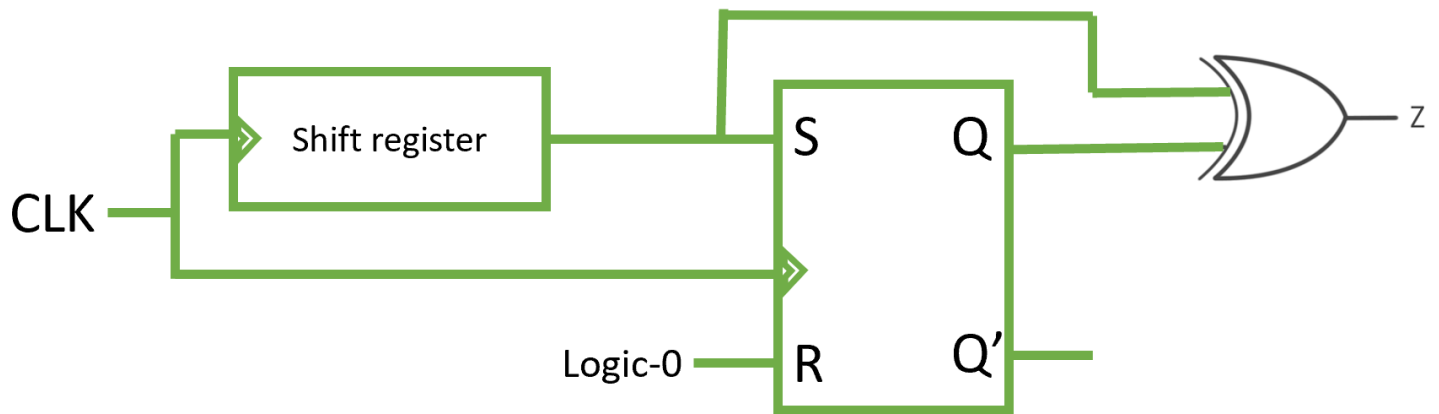 Shift register
S
Q
Z
CLK
Logic-0
R
Q’